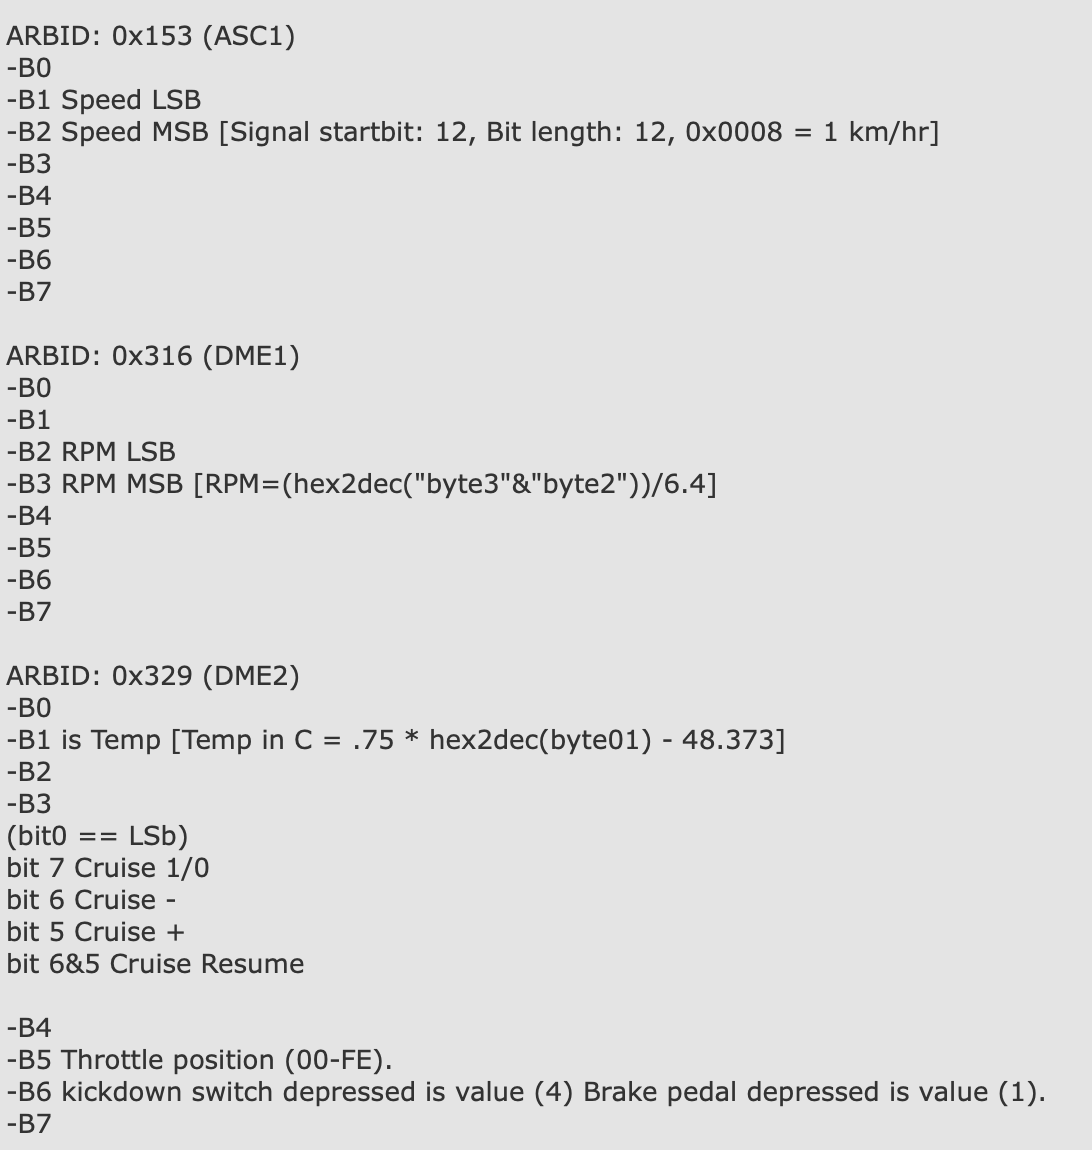 ARBID: 0x153 (ASC1)
-B0
-B1 Speed LSB
-B2 Speed MSB [Signal startbit: 12, Bit length: 12, 0x0008 = 1 km/hr]
-B3
-B4
-B5
-B6
-B7
ARBID: 0x316 (DME1)
-B0
-B1
-B2 RPM LSB
-B3 RPM MSB [RPM=(hex2dec("byte3"&"byte2"))/6.4]
-B4
-B5
-B6
-B7
ARBID: 0x329 (DME2)
-B0
-B1 is Temp [Temp in C = .75 * hex2dec(byte01) - 48.373]
-B2
-B3
(bit0 == LSb)
bit 7 Cruise 1/0
bit 6 Cruise -
bit 5 Cruise +
bit 6&5 Cruise Resume
-B4
-B5 Throttle position (00-FE).
-B6 kickdown switch depressed is value (4) Brake pedal depressed is value (1).
-B7